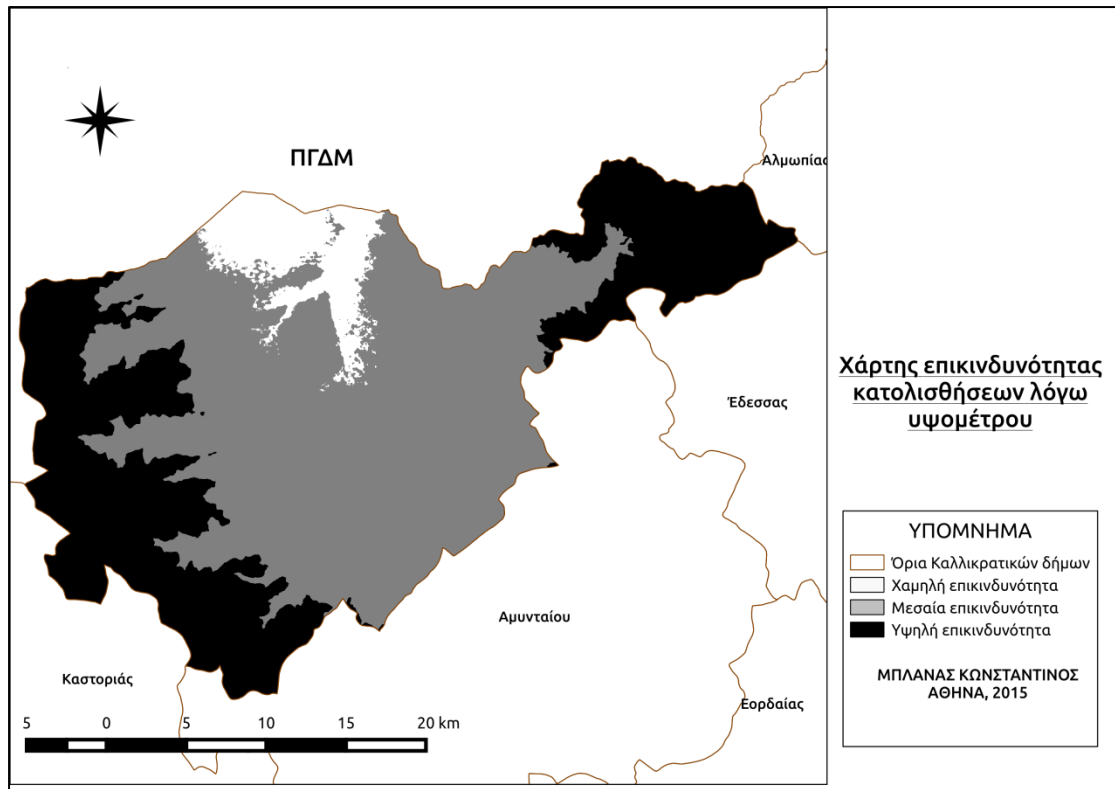 ΠΓΔΜ
Αλμωπίας
Έδεσσας
Αμυνταίου
Καστοριάς
Εορδαίας
5 0 5 10 15 20 km
Χάρτης επικινδυνότητας
κατολισθήσεων λόγω
υψομέτρου
ΥΠΟΜΝΗΜΑ
Όρια Καλλικρατικών δήμων
Χαμηλή επικινδυνότητα
Μεσαία επικινδυνότητα
Υψηλή επικινδυνότητα
ΜΠΛΑΝΑΣ ΚΩΝΣΤΑΝΤΙΝΟΣ
ΑΘΗΝΑ, 2015